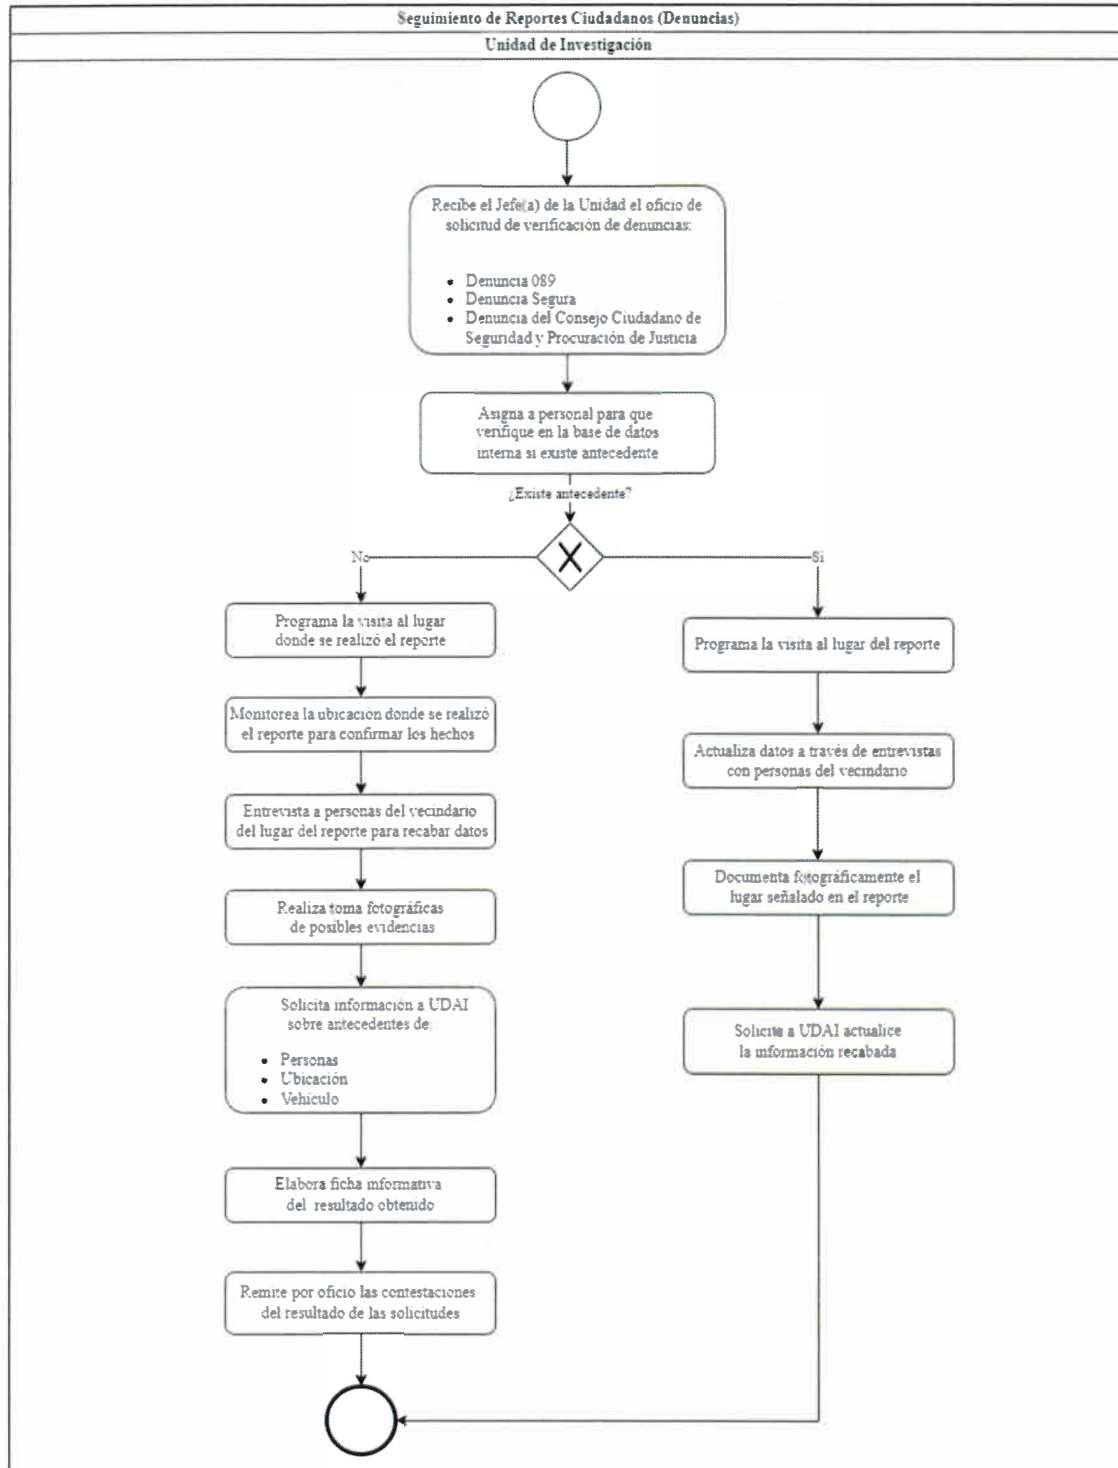 Seguimiento de Reportes Ciudadanos (Denuncias)
Unidad de Investigación
Recibe el Jefe(a) de la Unidad el oficio de
solicitud de verificación de denuncias:
• Denuncia 089
• Denuncia Segura
• Denuncia del Consejo Ciudadano de
Seguridad y Procuración de Justicia
Asigna a personal para que
verifique en la base de datos
interna si existe antecedente
¿Existe antecedente?
No
Si
Programa la visita al lugar
donde se realizó el reporte
Monitorea la ubicación donde se realizó
el reporte para confirmar los hechos
Entrevista a personas del vecindario
del lugar del reporte para recabar datos
Realiza toma fotográficas
de posibles evidencias
Solicita información a UDAI
sobre antecedentes de:
• Personas
• Ubicación
• Vehículo
Elabora ficha informativa
del resultado obtenido
Remite por oficio las contestaciones
del resultado de las solicitudes
Programa la visita al lugar del reporte
Actualiza datos a través de entrevistas
con personas del vecindario
Documenta fotográficamente el
lugar señalado en el reporte
Solicita a UDAI actualice
la información recabada